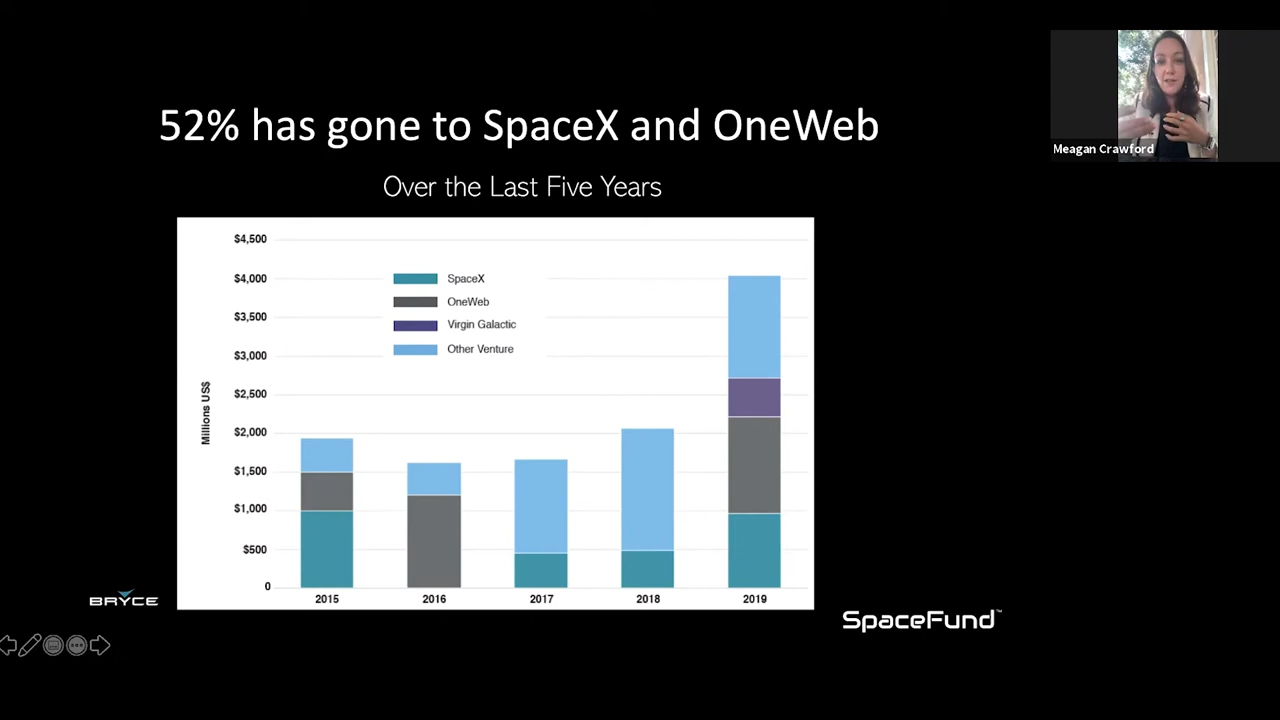 52% has gone to SpaceX and OneWeb
Meagan Crawford
Over the Last Five Years
$4,500
$4,000
$3,500
$3,000
$2,500
$2,000
$1,500
$1,000
$500
0
Millions US$
SpaceX
OneWeb
Virgin Galactic
Other Venture
2015 2016 2017 2018 2019
BRYCE
SpaceFund™